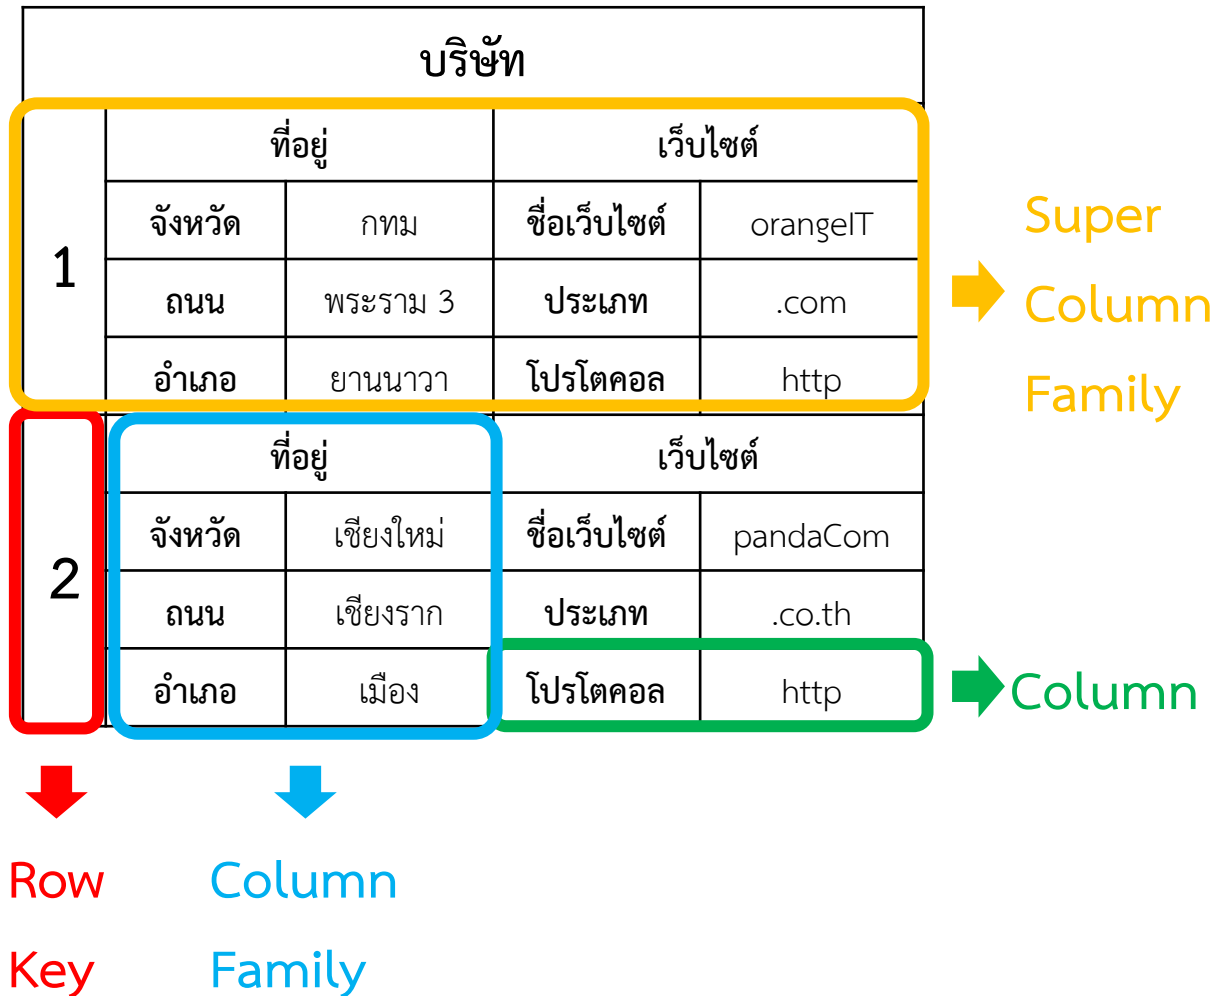 บริษัท
ที่อยู่ เว็บไซต์
จังหวัด กทม ชื่อเว็บไซต์ orangeIT
1
ถนน พระราม 3 ประเภท .com
อำเภอ ยานนาวา โปรโตคอล http
Super
Column
Family
ที่อยู่ เว็บไซต์
จังหวัด เชียงใหม่ ชื่อเว็บไซต์ pandaCom
2
ถนน เชียงราก ประเภท .co.th
อำเภอ เมือง โปรโตคอล http
Column
Row
Key
Column
Family